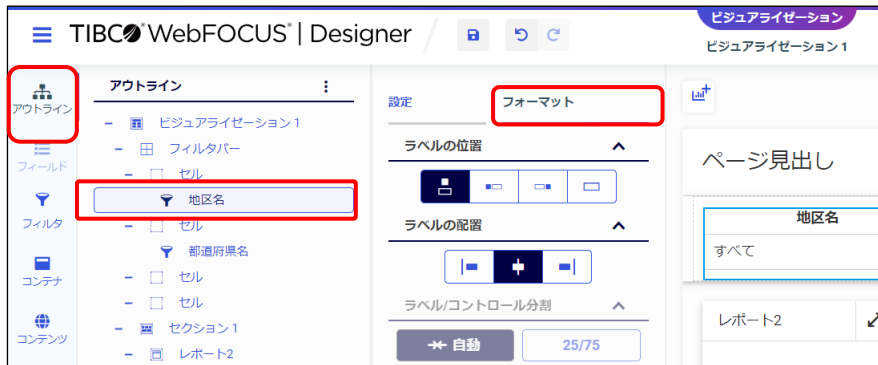 TIBCO® WebFOCUS® | Designer
ビジュアライゼーション
ビジュアライゼーション 1
アウトライン
フィールド
フィルタ
コンテナ
コンテンツ
アウトライン
ビジュアライゼーション 1
フィルタバー
セル
地区名
セル
都道府県名
セル
セル
セクション 1
レポート2
設定
フォーマット
ラベルの位置
ラベルの配置
ラベル/コントロール分割
自動
25/75
ページ見出し
地区名
すべて
レポート2